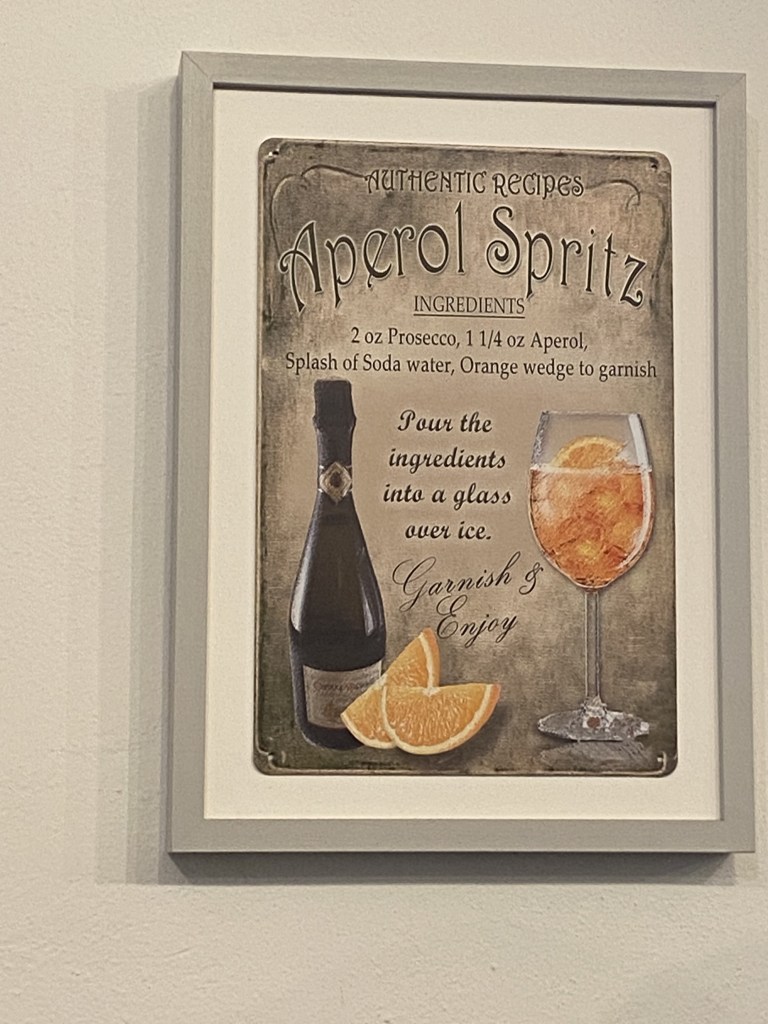 AUTHENTIC RECIPES
Aperol Spritz
INGREDIENTS
2 oz Prosecco, 1 1/4 oz Aperol,
Splash of Soda water, Orange wedge to garnish
Pour the
ingredients
into a glass
over ice.
Garnish &
Enjoy